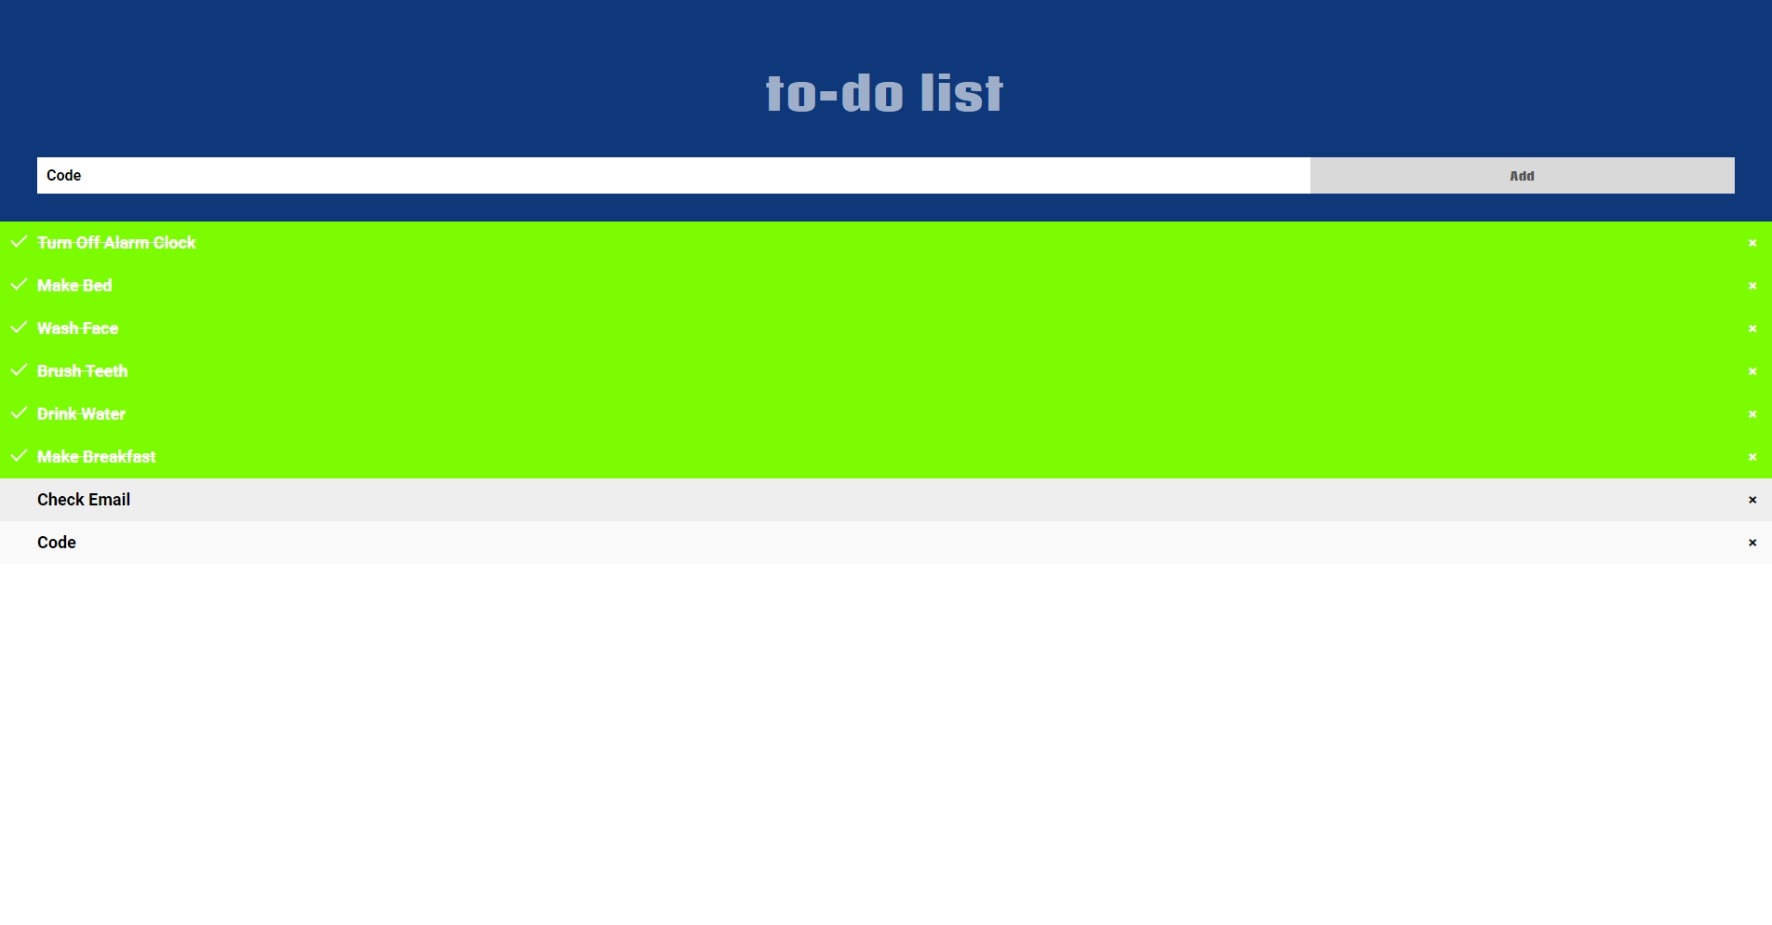 to-do list
Code
Add
Turn Off Alarm Clock ×
Make Bed ×
Wash Face ×
Brush Teeth ×
Drink Water ×
Make Breakfast ×
Check Email ×
Code ×